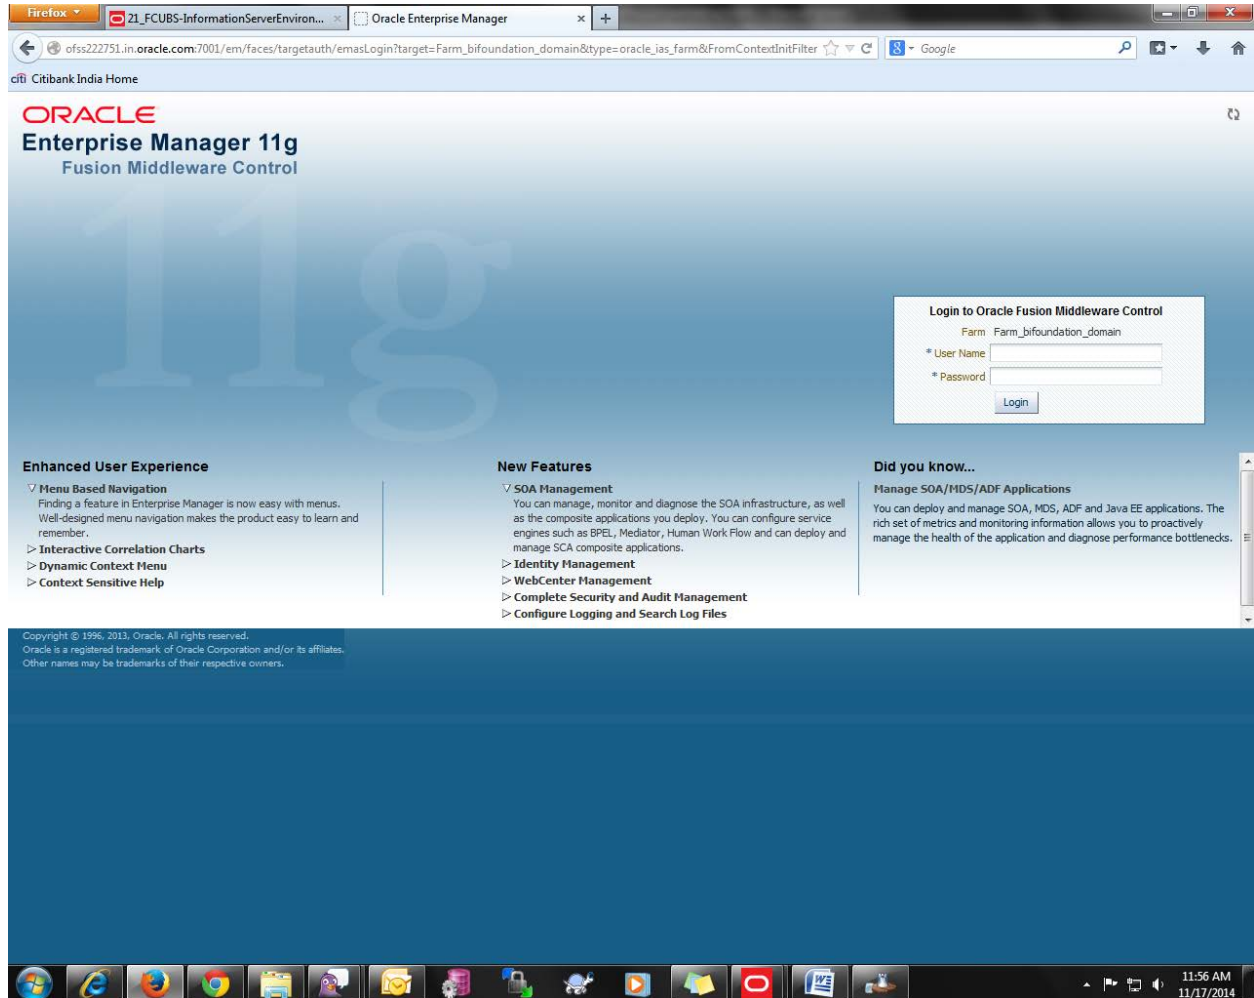 Firefox
21_FCUBS-InformationServerEnviron...
Oracle Enterprise Manager
ofss222751.in.oracle.com:7001/em/faces/targetauth/emasLogin?target=Farm_bifoundation_domain&type=oracle_ias_farm&FromContextInitFilter
Google
citi Citibank India Home
ORACLE
Enterprise Manager 11g
Fusion Middleware Control
11g
Login to Oracle Fusion Middleware Control
Farm Farm_bifoundation_domain
* User Name
* Password
Login
Enhanced User Experience
Menu Based Navigation
Finding a feature in Enterprise Manager is now easy with menus.
Well-designed menu navigation makes the product easy to learn and
remember.
Interactive Correlation Charts
Dynamic Context Menu
Context Sensitive Help
New Features
SOA Management
You can manage, monitor and diagnose the SOA infrastructure, as well
as the composite applications you deploy. You can configure service
engines such as BPEL, Mediator, Human Work Flow and can deploy and
manage SCA composite applications.
Identity Management
WebCenter Management
Complete Security and Audit Management
Configure Logging and Search Log Files
Did you know...
Manage SOA/MDS/ADF Applications
You can deploy and manage SOA, MDS, ADF and Java EE applications. The
rich set of metrics and monitoring information allows you to proactively
manage the health of the application and diagnose performance bottlenecks.
Copyright © 1996, 2013, Oracle. All rights reserved.
Oracle is a registered trademark of Oracle Corporation and/or its affiliates.
Other names may be trademarks of their respective owners.
11:56 AM
11/17/2014